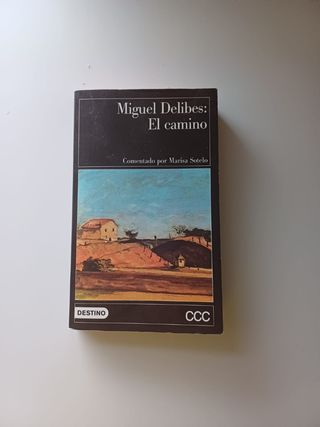 Miguel Delibes:
El camino
Comentado por Marisa Sotelo
DESTINO
CCC